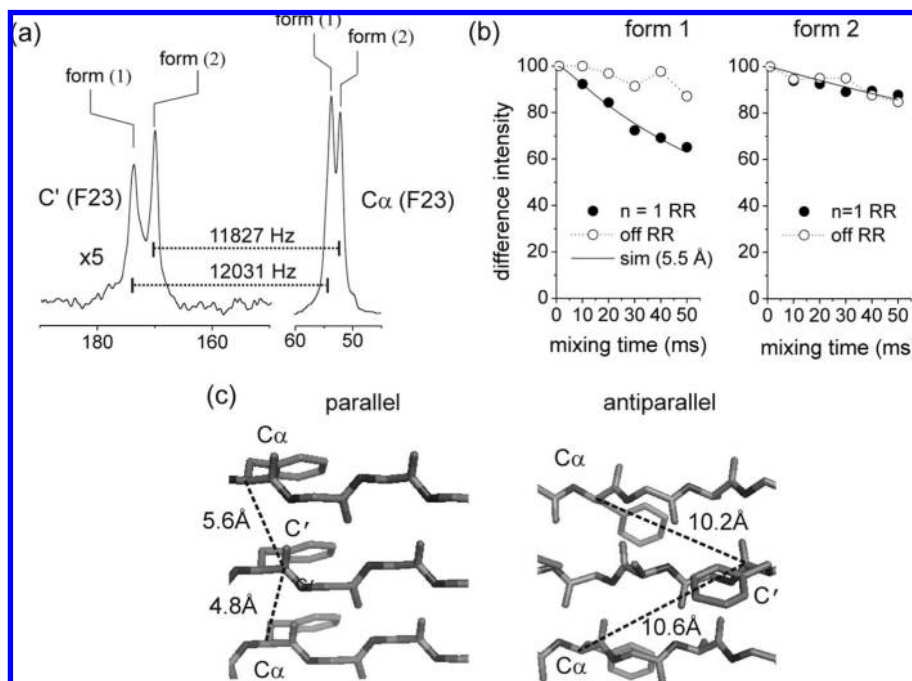 (a)
form (1)
form (2)
form (1)
form (2)
C' (F23)
Cα (F23)
x5
11827 Hz
12031 Hz
180
160
60
45
(b)
form 1
form 2
difference intensity
100
80
60
40
20
0
n = 1 RR
off RR
sim (5.5 Å)
0 10 20 30 40 50
mixing time (ms)
100
80
60
40
20
0
n=1 RR
off RR
0 10 20 30 40 50
mixing time (ms)
(c)
parallel
antiparallel
Cα
5.6Å
C'
4.8Å
Cα
Cα
10.2Å
C'
10.6Å
Cα